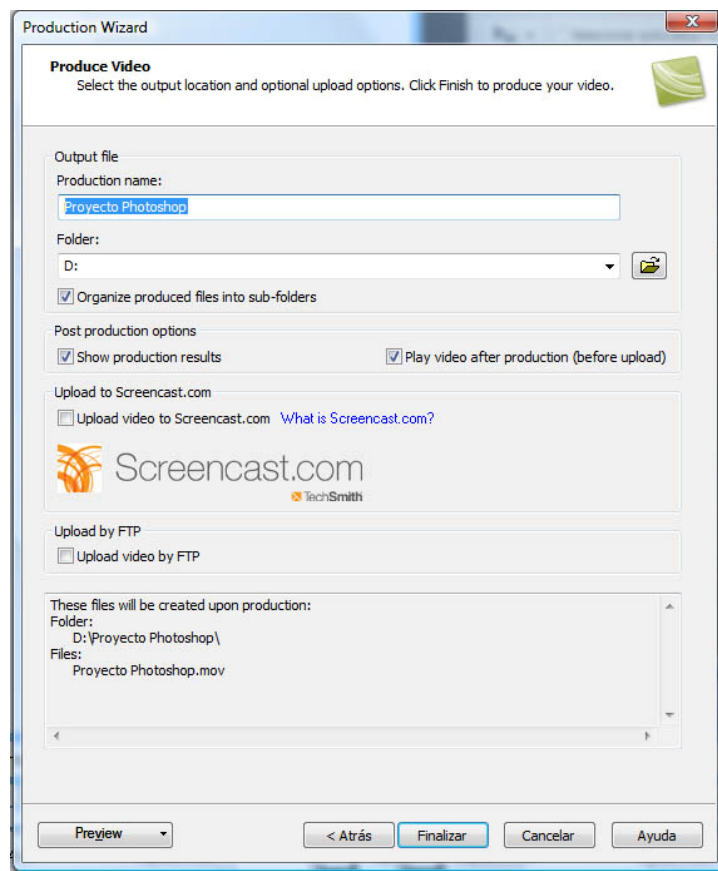 Production Wizard
Produce Video
Select the output location and optional upload options. Click Finish to produce your video.
Output file
Production name:
Proyecto Photoshop
Folder:
D:
Organize produced files into sub-folders
Post production options
Show production results
Play video after production (before upload)
Upload to Screencast.com
Upload video to Screencast.com What is Screencast.com?
Screencast.com
TechSmith
Upload by FTP
Upload video by FTP
These files will be created upon production:
Folder:
D:\Proyecto Photoshop\
Files:
Proyecto Photoshop.mov
Preview < Atrás Finalizar Cancelar Ayuda